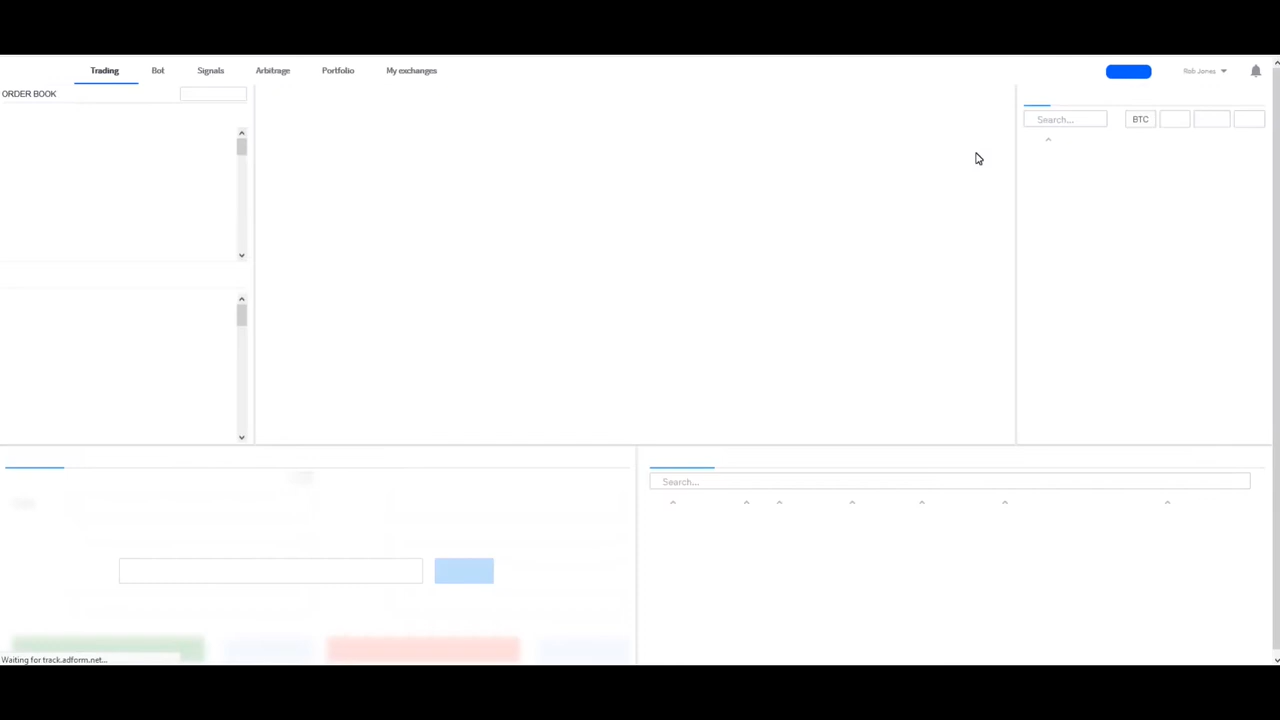 Trading Bot Signals Arbitrage Portfolio My exchanges Rob Jones
ORDER BOOK
Search... BTC
Search...
Waiting for track.adform.net...